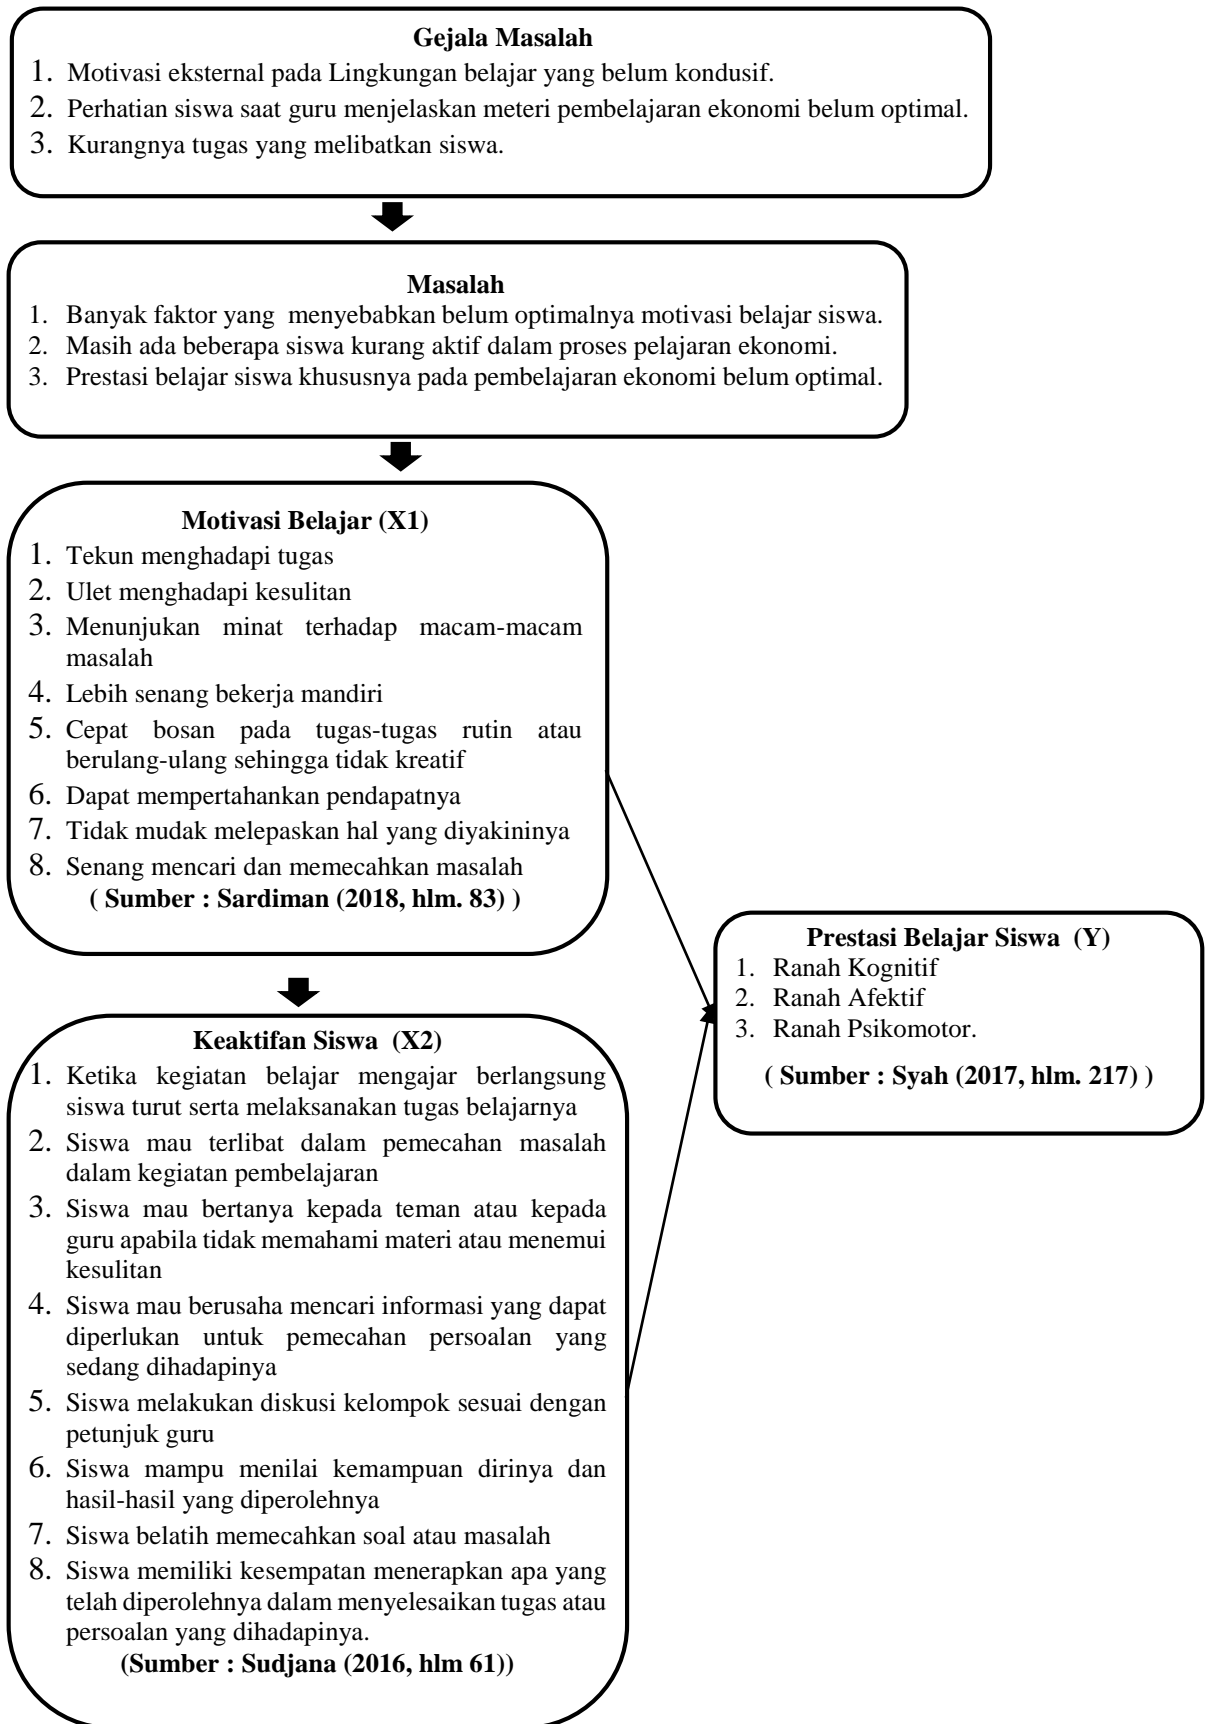 Gejala Masalah
1. Motivasi eksternal pada Lingkungan belajar yang belum kondusif.
2. Perhatian siswa saat guru menjelaskan meteri pembelajaran ekonomi belum optimal.
3. Kurangnya tugas yang melibatkan siswa.
Masalah
1. Banyak faktor yang menyebabkan belum optimalnya motivasi belajar siswa.
2. Masih ada beberapa siswa kurang aktif dalam proses pelajaran ekonomi.
3. Prestasi belajar siswa khususnya pada pembelajaran ekonomi belum optimal.
Motivasi Belajar (X1)
1. Tekun menghadapi tugas
2. Ulet menghadapi kesulitan
3. Menunjukan minat terhadap macam-macam
masalah
4. Lebih senang bekerja mandiri
5. Cepat bosan pada tugas-tugas rutin atau
berulang-ulang sehingga tidak kreatif
6. Dapat mempertahankan pendapatnya
7. Tidak mudak melepaskan hal yang diyakininya
8. Senang mencari dan memecahkan masalah
( Sumber : Sardiman (2018, hlm. 83) )
Prestasi Belajar Siswa (Y)
1. Ranah Kognitif
2. Ranah Afektif
3. Ranah Psikomotor.
( Sumber : Syah (2017, hlm. 217) )
Keaktifan Siswa (X2)
1. Ketika kegiatan belajar mengajar berlangsung
siswa turut serta melaksanakan tugas belajarnya
2. Siswa mau terlibat dalam pemecahan masalah
dalam kegiatan pembelajaran
3. Siswa mau bertanya kepada teman atau kepada
guru apabila tidak memahami materi atau menemui
kesulitan
4. Siswa mau berusaha mencari informasi yang dapat
diperlukan untuk pemecahan persoalan yang
sedang dihadapinya
5. Siswa melakukan diskusi kelompok sesuai dengan
petunjuk guru
6. Siswa mampu menilai kemampuan dirinya dan
hasil-hasil yang diperolehnya
7. Siswa belatih memecahkan soal atau masalah
8. Siswa memiliki kesempatan menerapkan apa yang
telah diperolehnya dalam menyelesaikan tugas atau
persoalan yang dihadapinya.
(Sumber : Sudjana (2016, hlm 61))